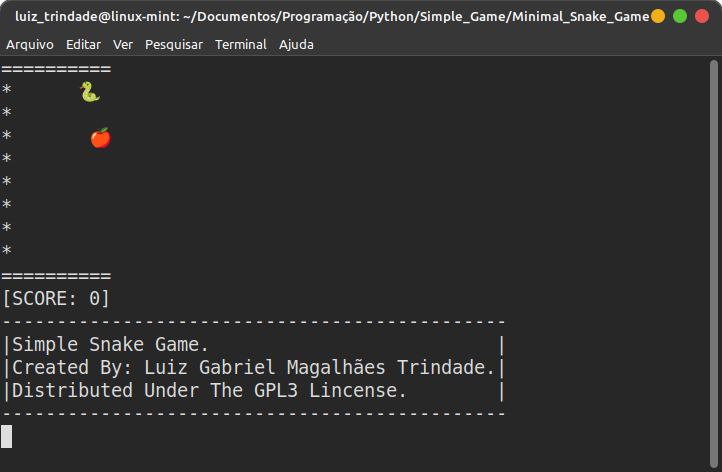 luiz_trindade@linux-mint: ~/Documentos/Programação/Python/Simple_Game/Minimal_Snake_Game
Arquivo Editar Ver Pesquisar Terminal Ajuda
==========
*      🐍
*
*       🍎
*
*
*
*
*
==========
[SCORE: 0]
----------------------------------------------
|Simple Snake Game.                          |
|Created By: Luiz Gabriel Magalhães Trindade.|
|Distributed Under The GPL3 Lincense.        |
----------------------------------------------